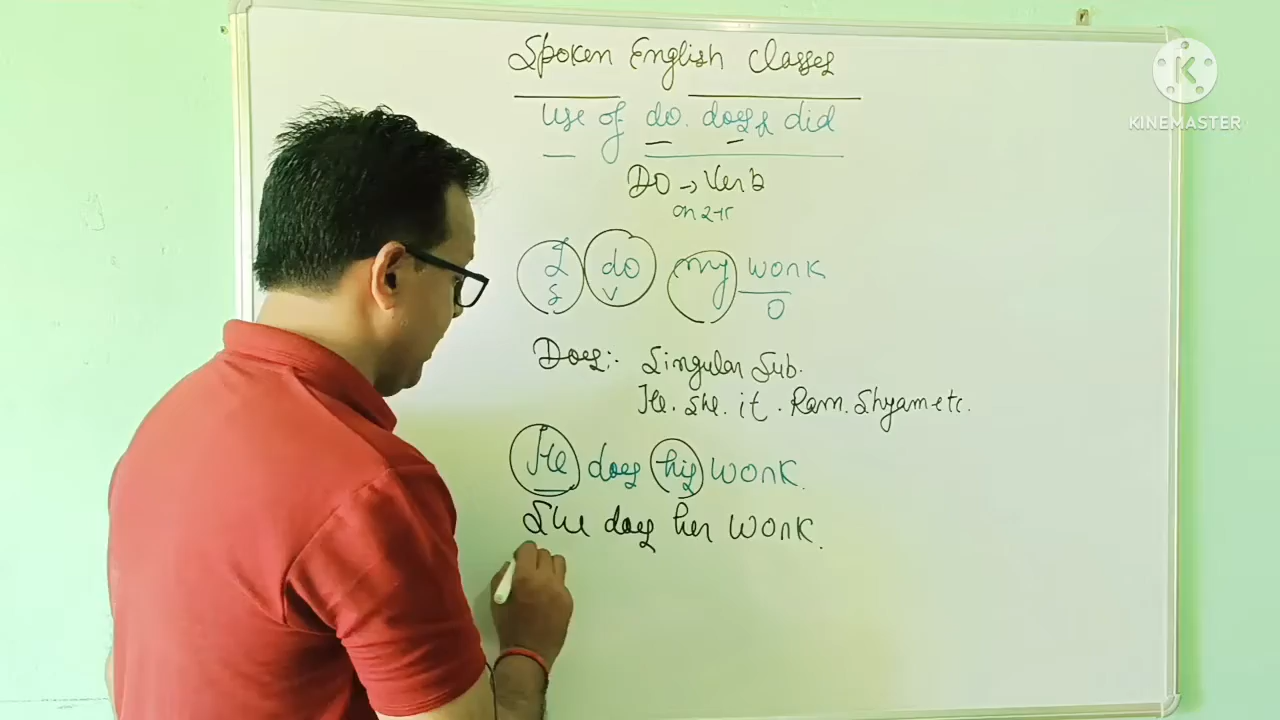 Spoken English Classes
use of do. does & did
DO → Verb
करना
I do my work
S V O
Does:- Singular Sub.
He. She. it. Ram. Shyam etc.
He does his work.
She does her work.
K
KINEMASTER